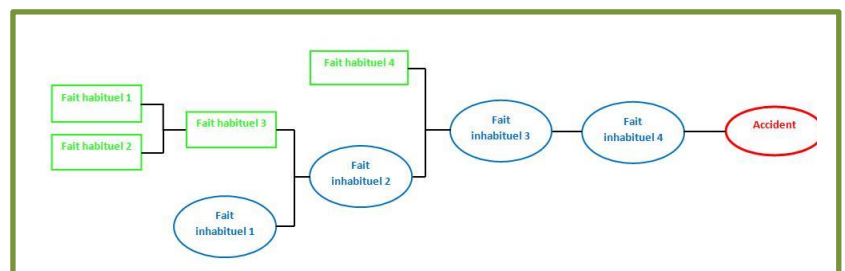 Fait habituel 4
Fait habituel 1
Fait habituel 2
Fait habituel 3
Fait
inhabituel 1
Fait
inhabituel 2
Fait
inhabituel 3
Fait
inhabituel 4
Accident